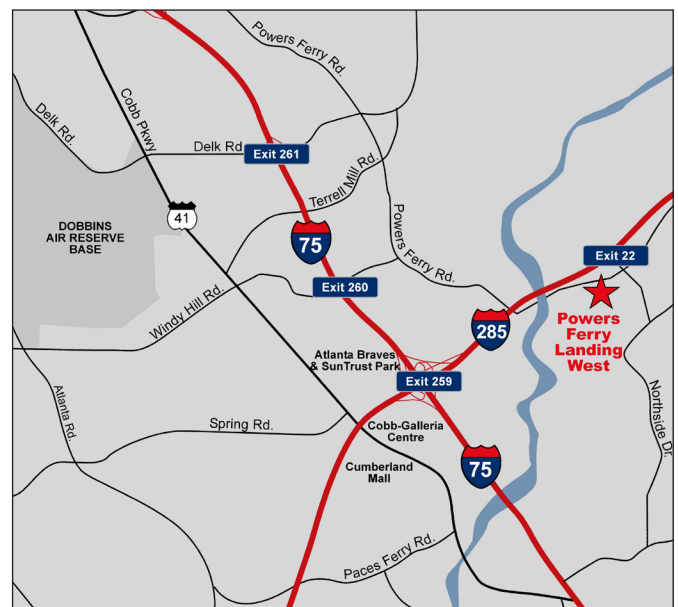 Powers Ferry Rd.
Cobb Pkwy
Delk Rd.
Delk Rd
Exit 261
Terrell Mill Rd.
41
DOBBINS
AIR RESERVE
BASE
75
Powers Ferry Rd.
Exit 22
Exit 260
Windy Hill Rd.
285
Powers
Ferry
Landing
West
Atlanta Braves
& SunTrust Park
Exit 259
Atlanta Rd.
Spring Rd.
Cobb-Galleria
Centre
Northside Dr.
Cumberland
Mall
75
Paces Ferry Rd.